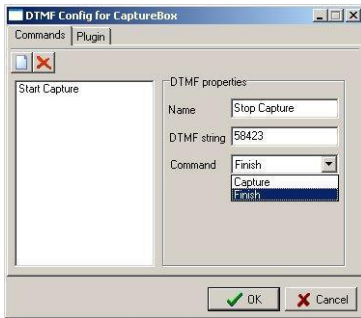 DTMF Config for CaptureBox
Commands Plugin
Start Capture
DTMF properties
Name Stop Capture
DTMF string 58423
Command Finish
Capture
Finish
OK Cancel